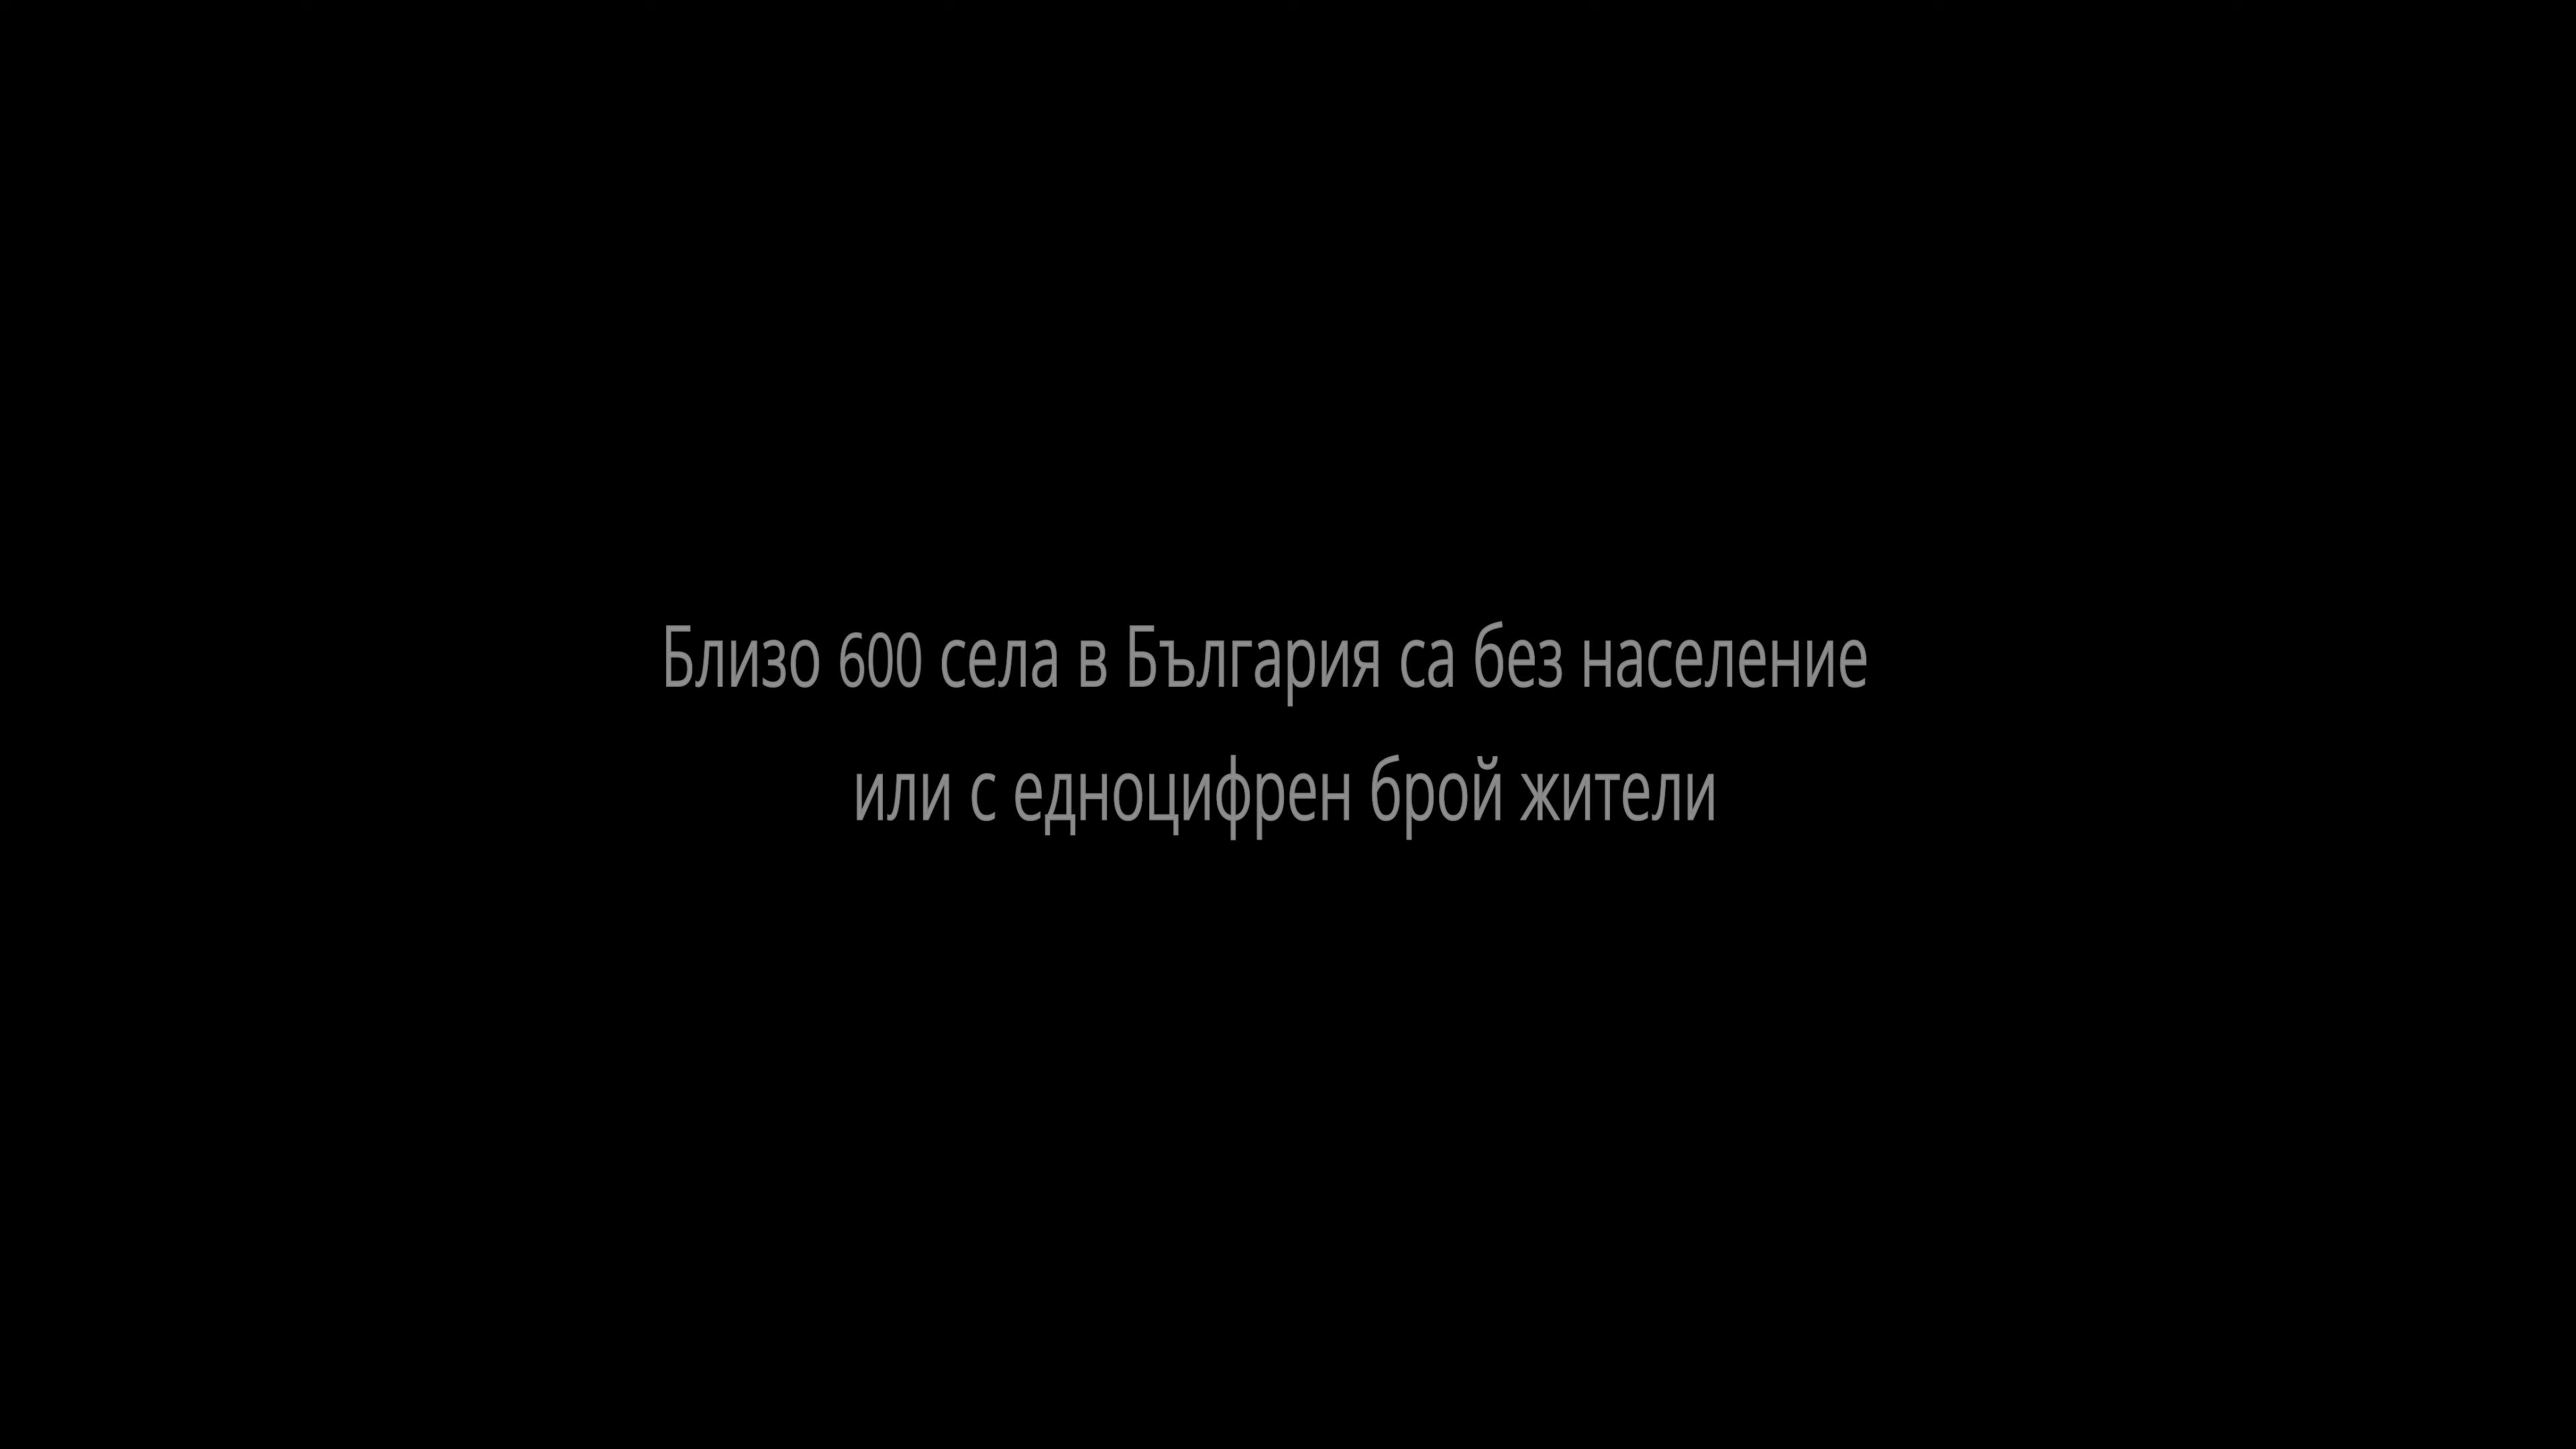 Близо 600 села в България са без население
или с едноцифрен брой жители